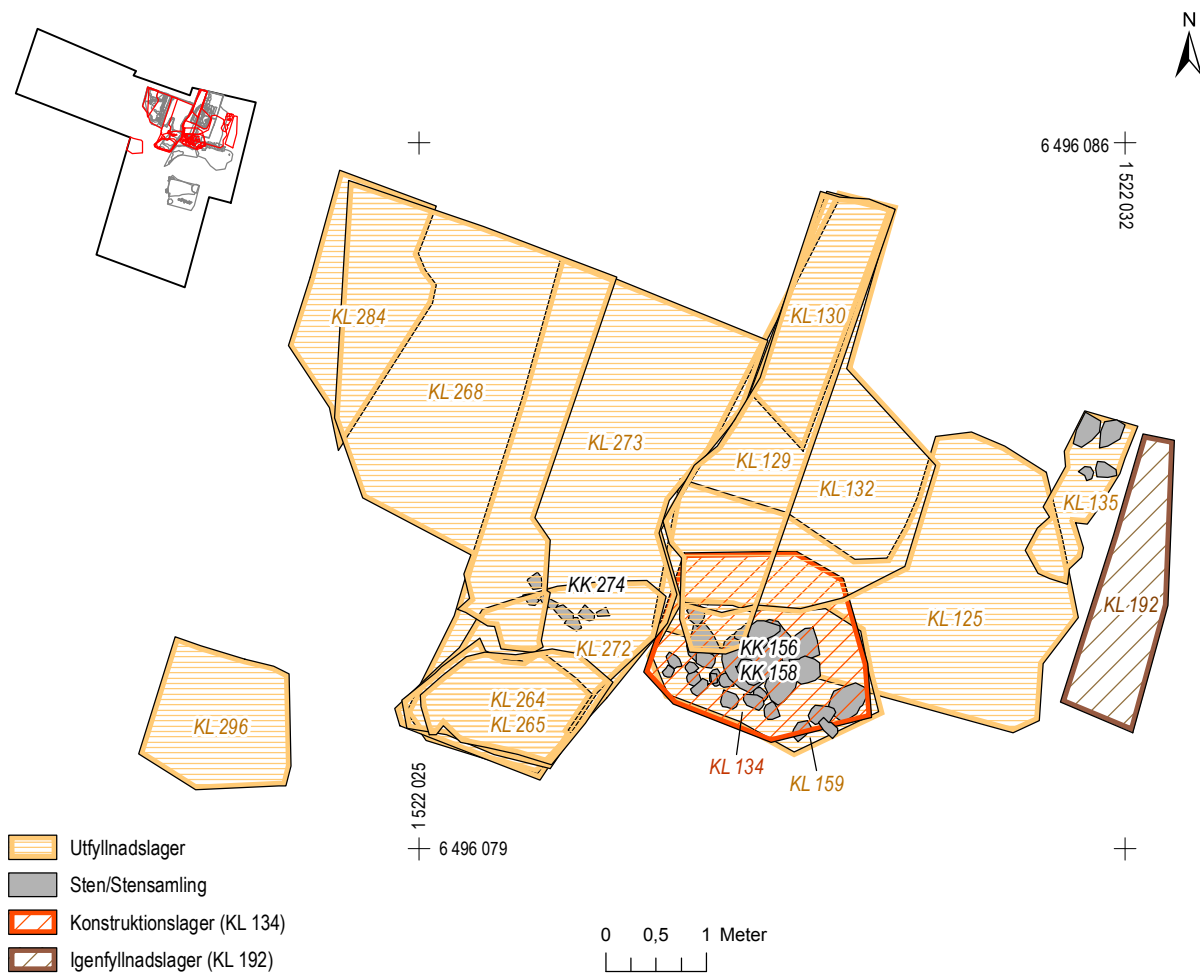 N
6 496 086
1 522 032
KL 284
KL 130
KL 268
KL 273
KL 129
KL 132
KL 135
KK 274
KL 192
KL 125
KL 272
KK 156
KK 158
KL 264
KL 265
KL 296
KL 134
KL 159
1 522 025
6 496 079
Utfyllnadslager
Sten/Stensamling
Konstruktionslager (KL 134)
Igenfyllnadslager (KL 192)
0 0,5 1 Meter